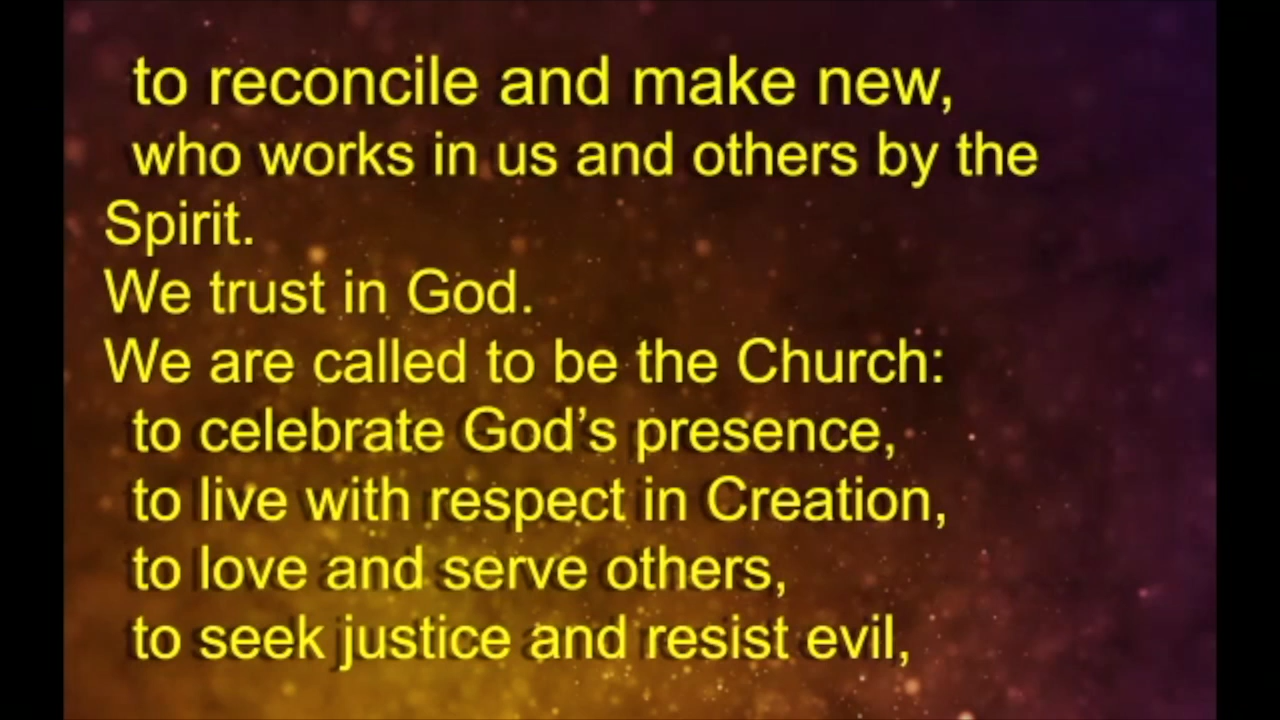 to reconcile and make new,
who works in us and others by the
Spirit.
We trust in God.
We are called to be the Church:
to celebrate God’s presence,
to live with respect in Creation,
to love and serve others,
to seek justice and resist evil,